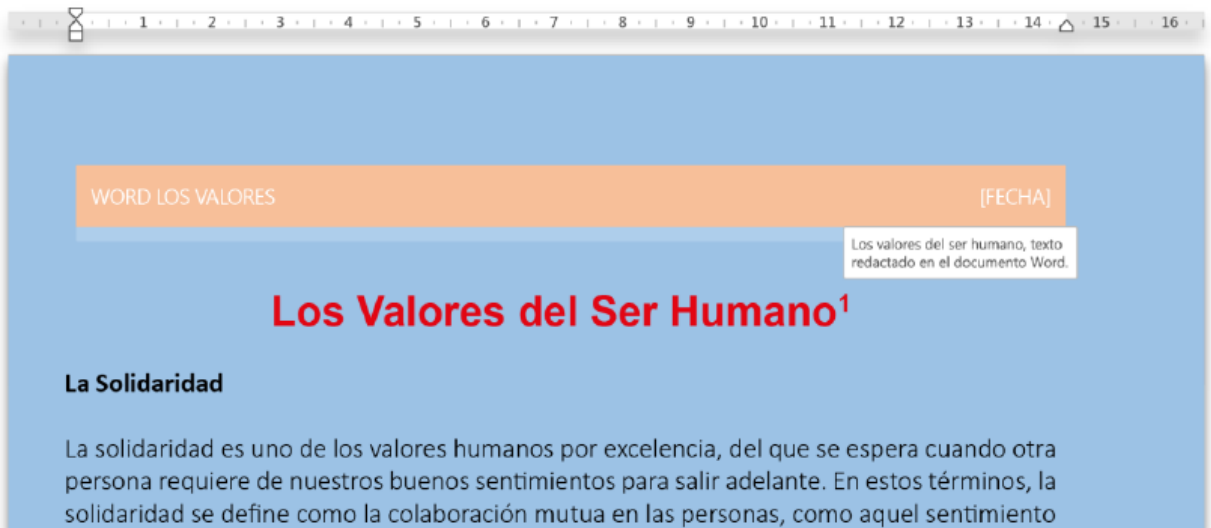 1 2 3 4 5 6 7 8 9 10 11 12 13 14 15 16
WORD LOS VALORES [FECHA]
Los valores del ser humano, texto
redactado en el documento Word.
Los Valores del Ser Humano¹
La Solidaridad
La solidaridad es uno de los valores humanos por excelencia, del que se espera cuando otra
persona requiere de nuestros buenos sentimientos para salir adelante. En estos términos, la
solidaridad se define como la colaboración mutua en las personas, como aquel sentimiento